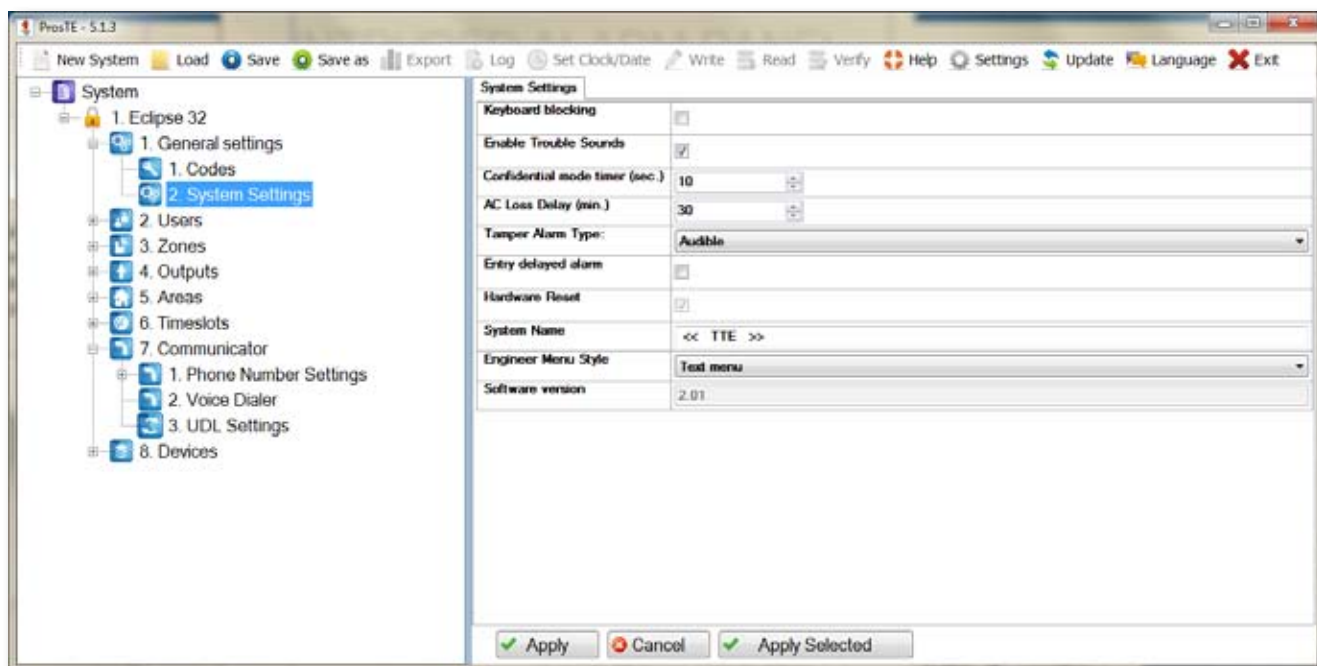 ProsTE - 5.1.3
New System Load Save Save as Export Log Set Clock/Date Write Read Verify Help Settings Update Language Exit
System
1. Eclipse 32
1. General settings
1. Codes
2. System Settings
2. Users
3. Zones
4. Outputs
5. Areas
6. Timeslots
7. Communicator
1. Phone Number Settings
2. Voice Dialer
3. UDL Settings
8. Devices
System Settings
Keyboard blocking
Enable Trouble Sounds
Confidential mode timer (sec.) 10
AC Loss Delay (min.) 30
Tamper Alarm Type: Audible
Entry delayed alarm
Hardware Reset
System Name << TTE >>
Engineer Menu Style Text menu
Software version 2.01
Apply Cancel Apply Selected